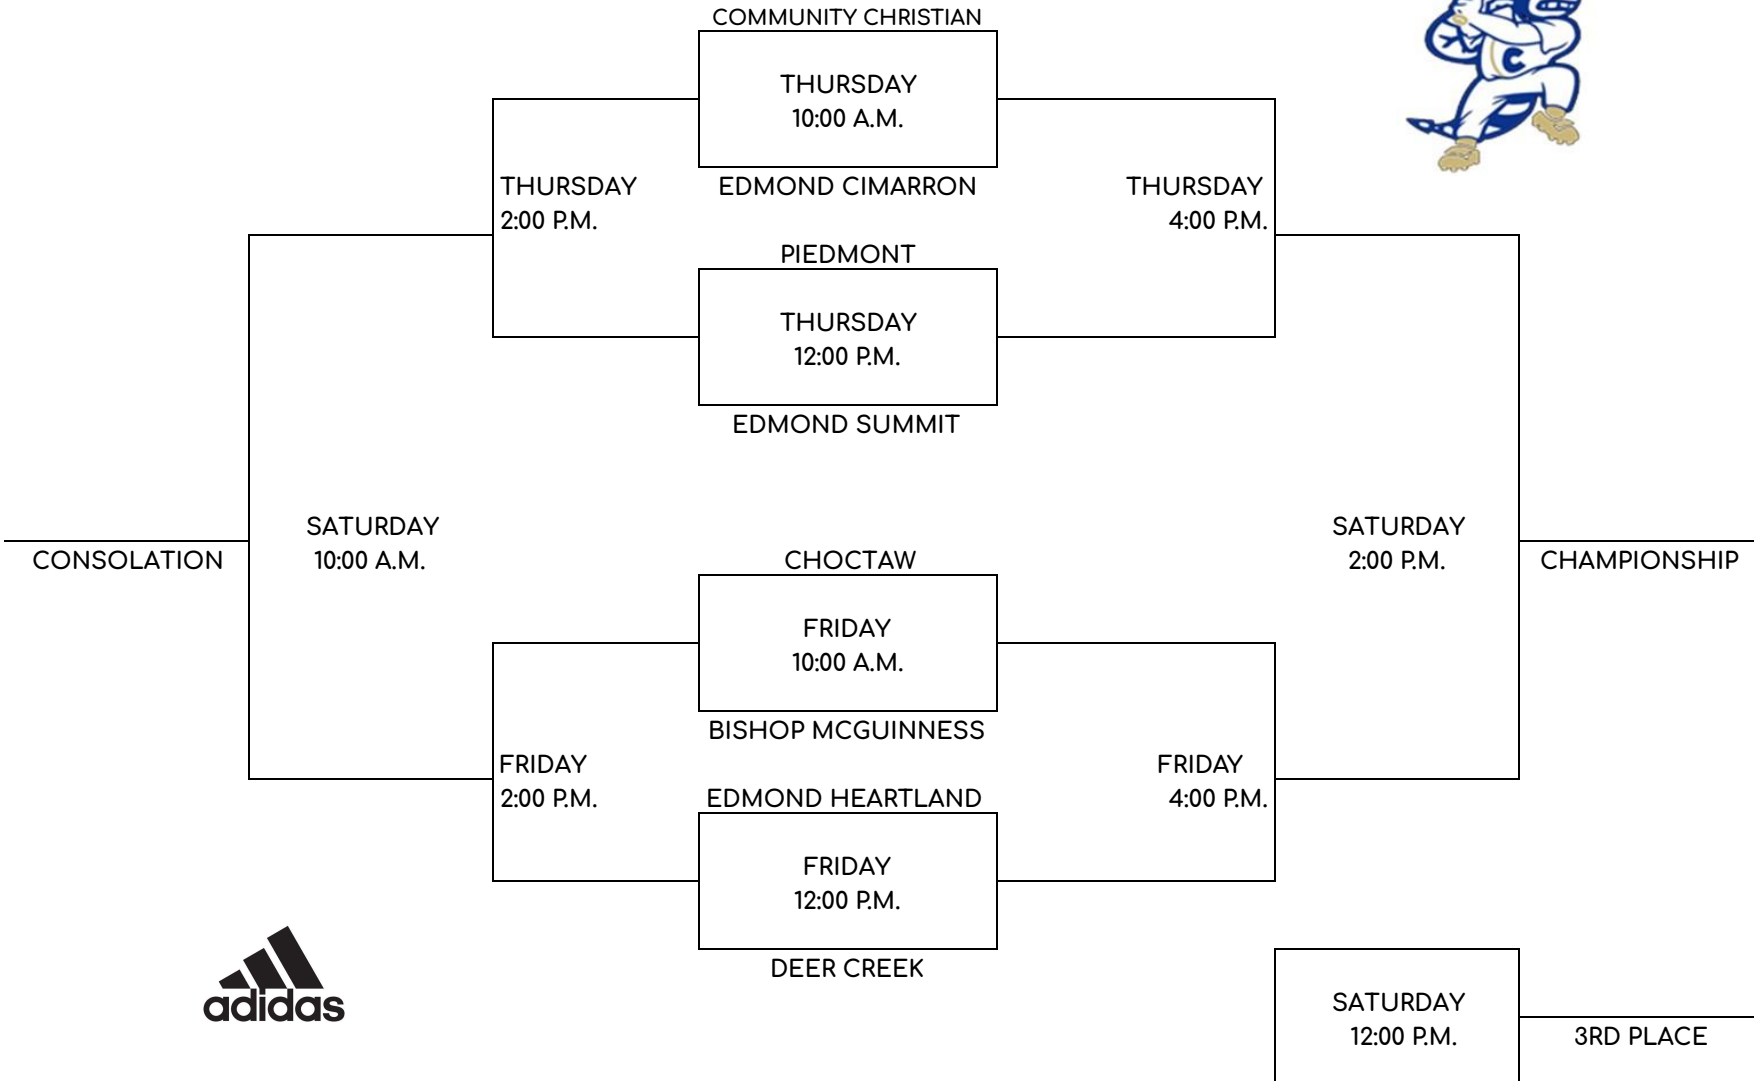 COMMUNITY CHRISTIAN
C
THURSDAY
10:00 A.M.
THURSDAY
2:00 P.M.
EDMOND CIMARRON
THURSDAY
4:00 P.M.
PIEDMONT
THURSDAY
12:00 P.M.
EDMOND SUMMIT
SATURDAY
10:00 A.M.
CONSOLATION
CHOCTAW
SATURDAY
2:00 P.M.
CHAMPIONSHIP
FRIDAY
10:00 A.M.
BISHOP MCGUINNESS
FRIDAY
2:00 P.M.
EDMOND HEARTLAND
FRIDAY
4:00 P.M.
FRIDAY
12:00 P.M.
DEER CREEK
adidas
SATURDAY
12:00 P.M.
3RD PLACE